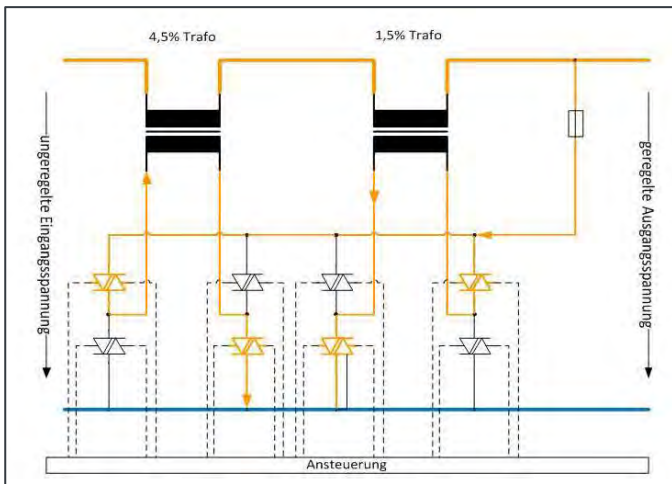 4,5% Trafo
1,5% Trafo
ungeregelte Eingangsspannung
geregelte Ausgangsspannung
Ansteuerung